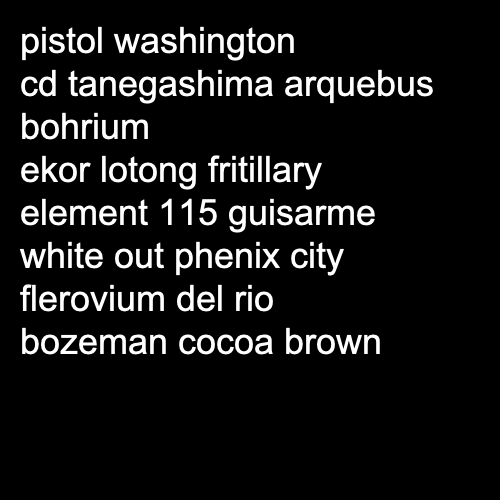 pistol washington
cd tanegashima arquebus
bohrium
ekor lotong fritillary
element 115 guisarme
white out phenix city
flerovium del rio
bozeman cocoa brown